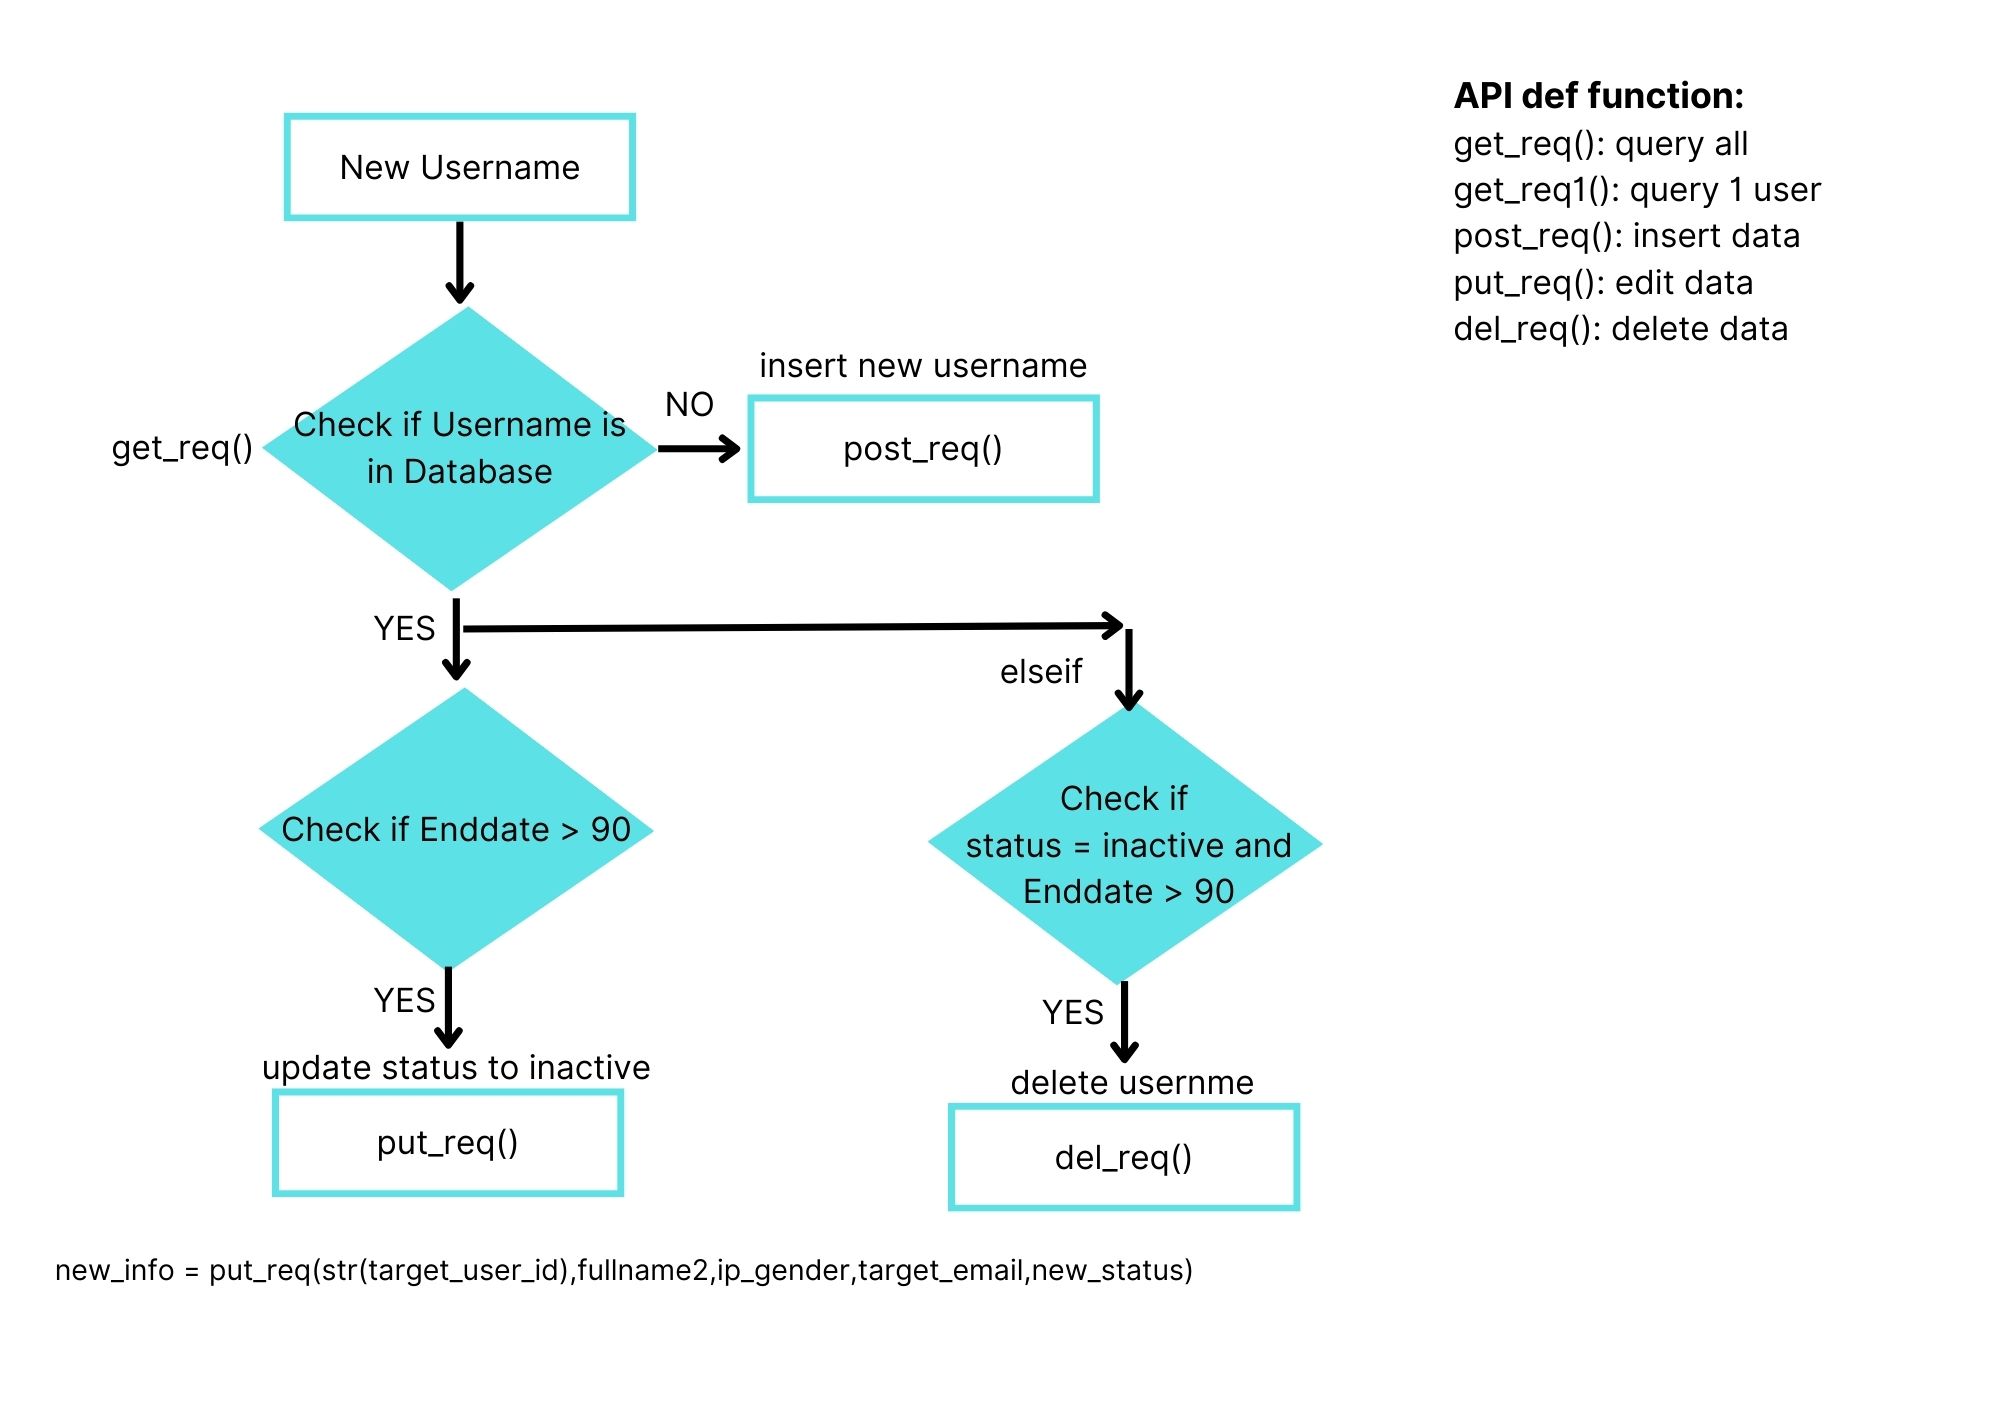 API def function:
get_req(): query all
get_req1(): query 1 user
post_req(): insert data
put_req(): edit data
del_req(): delete data
New Username
get_req()
Check if Username is
in Database
NO
insert new username
post_req()
YES
elseif
Check if Enddate > 90
Check if
status = inactive and
Enddate > 90
YES
update status to inactive
put_req()
YES
delete usernme
del_req()
new_info = put_req(str(target_user_id),fullname2,ip_gender,target_email,new_status)